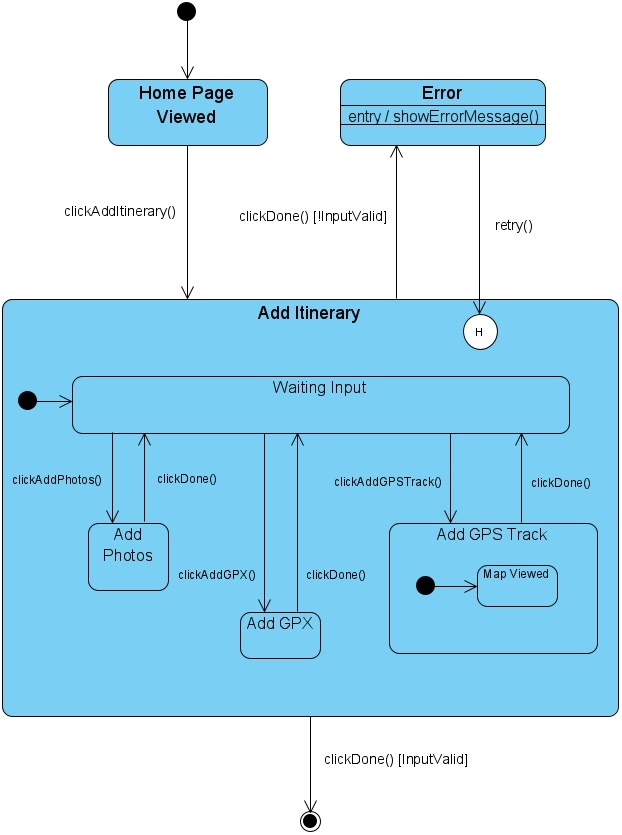 Home Page
Viewed
Error
entry / showErrorMessage()
clickAddItinerary()
clickDone() [!InputValid]
retry()
Add Itinerary
H
Waiting Input
clickAddPhotos()
clickDone()
clickAddGPSTrack()
clickDone()
Add
Photos
Add GPS Track
clickAddGPX()
clickDone()
Map Viewed
Add GPX
clickDone() [InputValid]